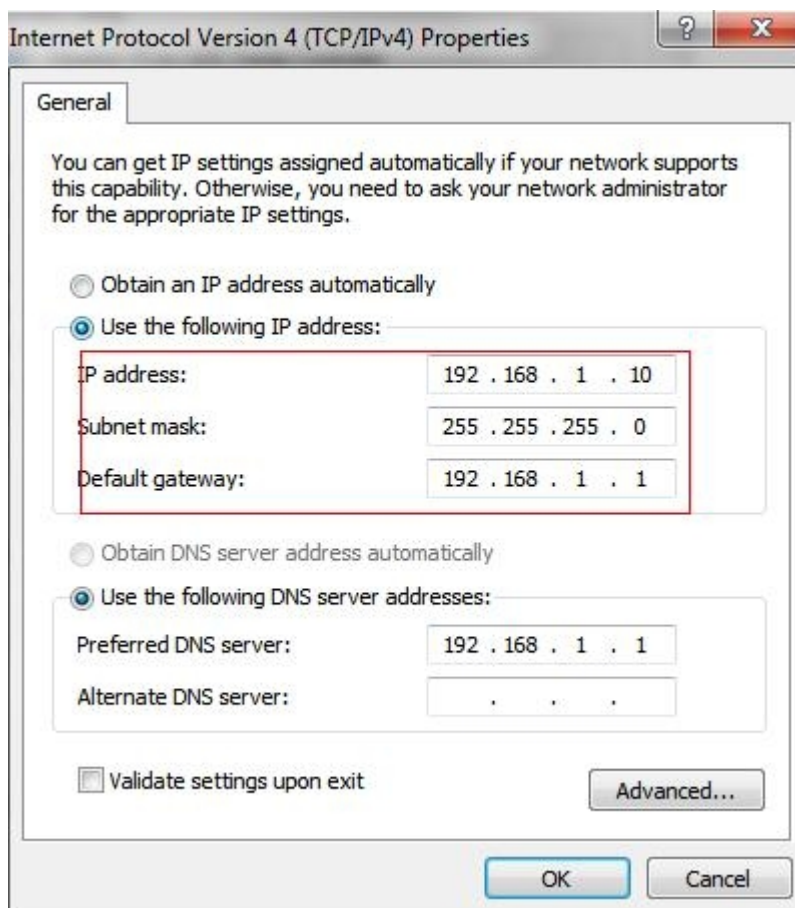 Internet Protocol Version 4 (TCP/IPv4) Properties
?
X
General
You can get IP settings assigned automatically if your network supports
this capability. Otherwise, you need to ask your network administrator
for the appropriate IP settings.
Obtain an IP address automatically
Use the following IP address:
IP address: 192 . 168 . 1 . 10
Subnet mask: 255 . 255 . 255 . 0
Default gateway: 192 . 168 . 1 . 1
Obtain DNS server address automatically
Use the following DNS server addresses:
Preferred DNS server: 192 . 168 . 1 . 1
Alternate DNS server: . . .
Validate settings upon exit
Advanced...
OK Cancel